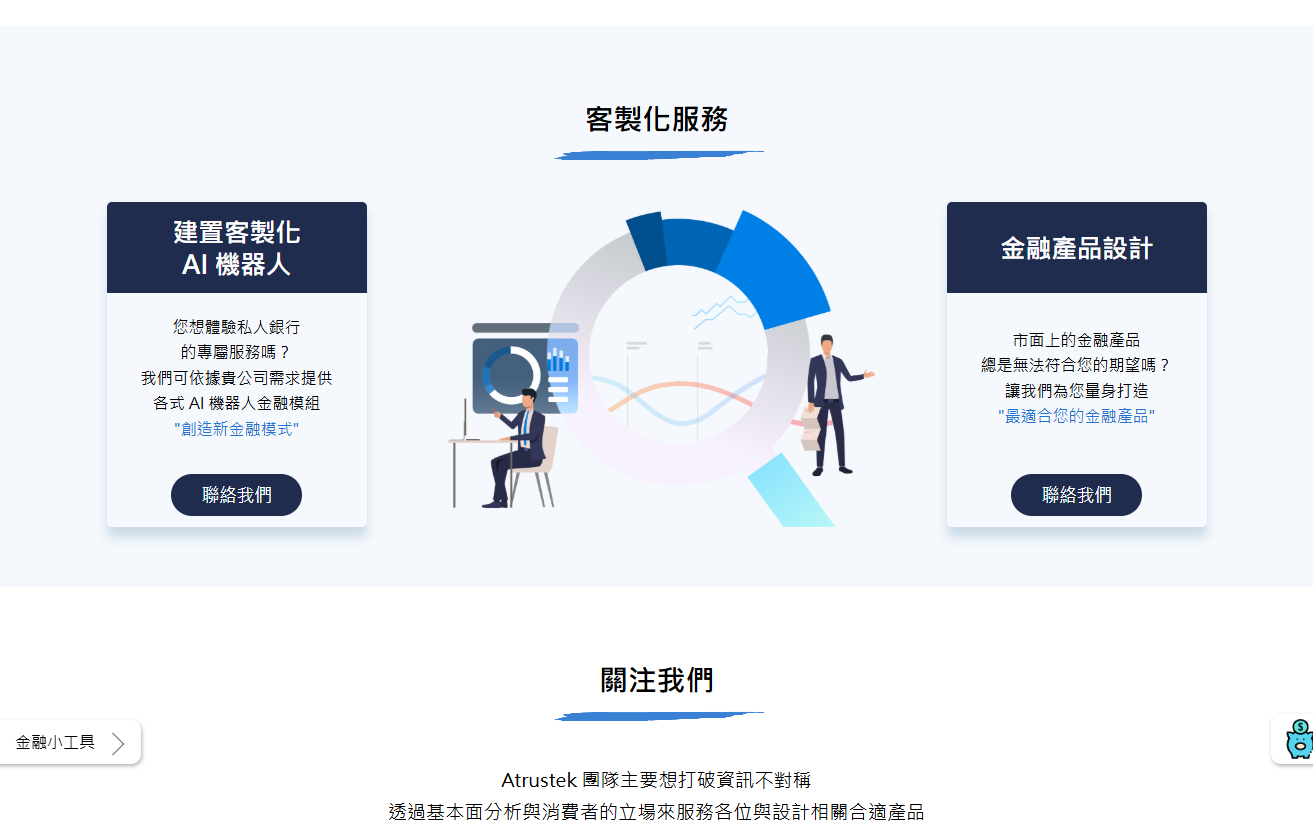 客製化服務
建置客製化
AI 機器人
您想體驗私人銀行
的專屬服務嗎？
我們可依據貴公司需求提供
各式 AI 機器人金融模組
"創造新金融模式"
聯絡我們
金融產品設計
市面上的金融產品
總是無法符合您的期望嗎？
讓我們為您量身打造
"最適合您的金融產品"
聯絡我們
關注我們
金融小工具
$
Atrustek 團隊主要想打破資訊不對稱
透過基本面分析與消費者的立場來服務各位與設計相關合適產品